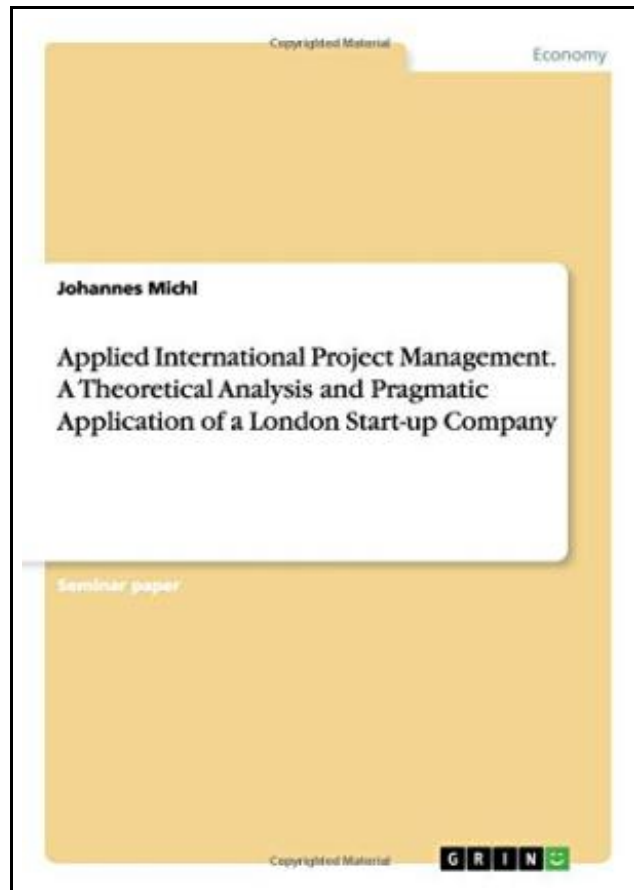 Copyrighted Material
Economy
Johannes Michl
Applied International Project Management.
A Theoretical Analysis and Pragmatic
Application of a London Start-up Company
Seminar paper
Copyrighted Material
GRIN